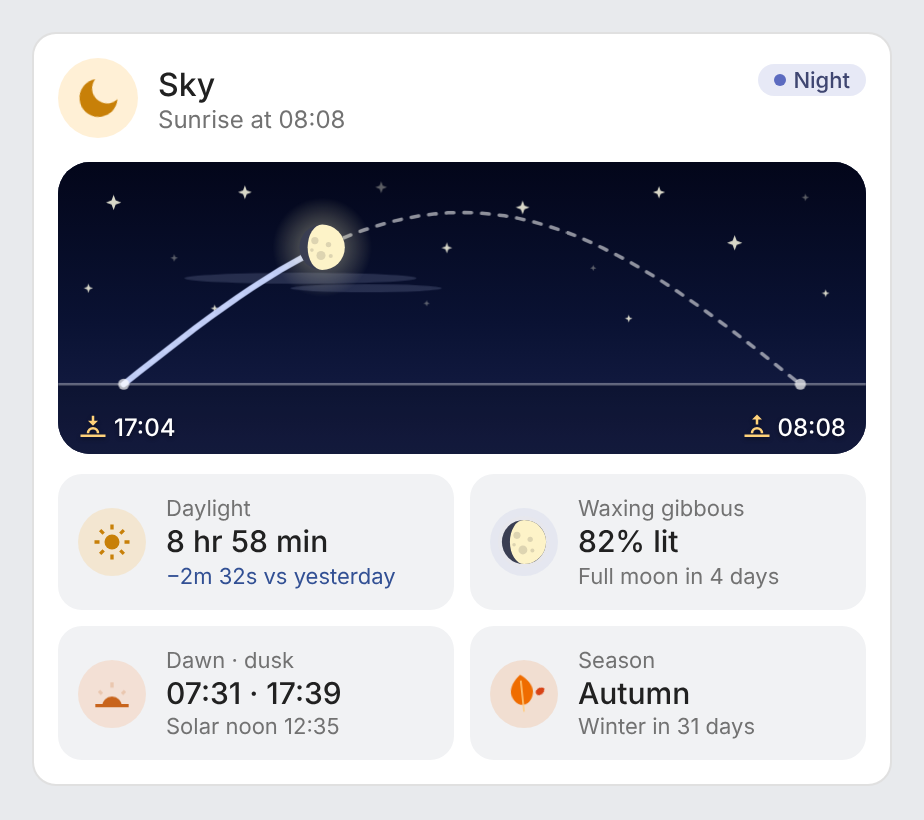 Sky
Sunrise at 08:08
Night
17:04
08:08
Daylight
8 hr 58 min
−2m 32s vs yesterday
Waxing gibbous
82% lit
Full moon in 4 days
Dawn · dusk
07:31 · 17:39
Solar noon 12:35
Season
Autumn
Winter in 31 days